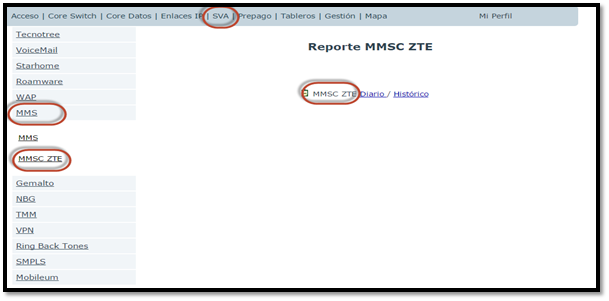 Acceso | Core Switch | Core Datos | Enlaces IP | SVA | Prepago | Tableros | Gestión | Mapa Mi Perfil
Tecnotree
VoiceMail
Starhome
Roamware
WAP
MMS
MMS
MMSC ZTE
Gemalto
NBG
TMM
VPN
Ring Back Tones
SMPLS
Mobileum
Reporte MMSC ZTE
MMSC ZTE Diario / Histórico